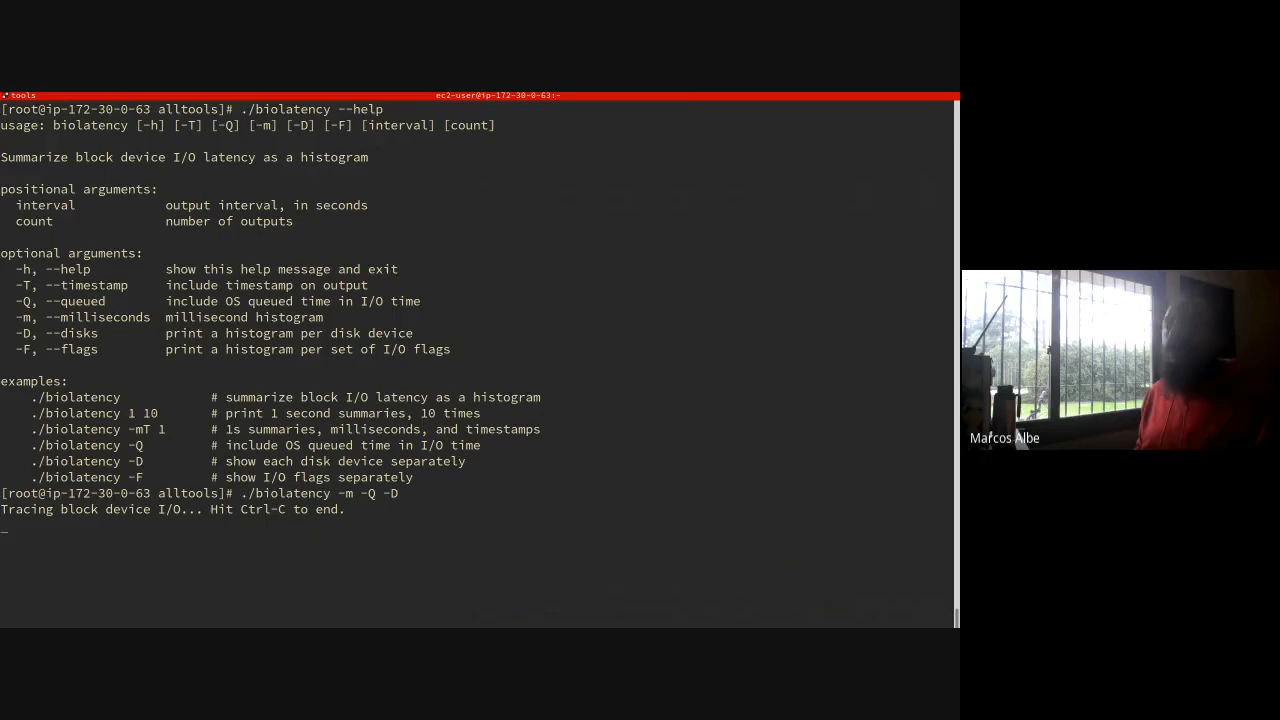 tools
ec2-user@ip-172-30-0-63:~
[root@ip-172-30-0-63 alltools]# ./biolatency --help
usage: biolatency [-h] [-T] [-Q] [-m] [-D] [-F] [interval] [count]
Summarize block device I/O latency as a histogram
positional arguments:
  interval            output interval, in seconds
  count               number of outputs
optional arguments:
  -h, --help          show this help message and exit
  -T, --timestamp     include timestamp on output
  -Q, --queued        include OS queued time in I/O time
  -m, --milliseconds  millisecond histogram
  -D, --disks         print a histogram per disk device
  -F, --flags         print a histogram per set of I/O flags
examples:
    ./biolatency            # summarize block I/O latency as a histogram
    ./biolatency 1 10       # print 1 second summaries, 10 times
    ./biolatency -mT 1      # 1s summaries, milliseconds, and timestamps
    ./biolatency -Q         # include OS queued time in I/O time
    ./biolatency -D         # show each disk device separately
    ./biolatency -F         # show I/O flags separately
[root@ip-172-30-0-63 alltools]# ./biolatency -m -Q -D
Tracing block device I/O... Hit Ctrl-C to end.
Marcos Albe